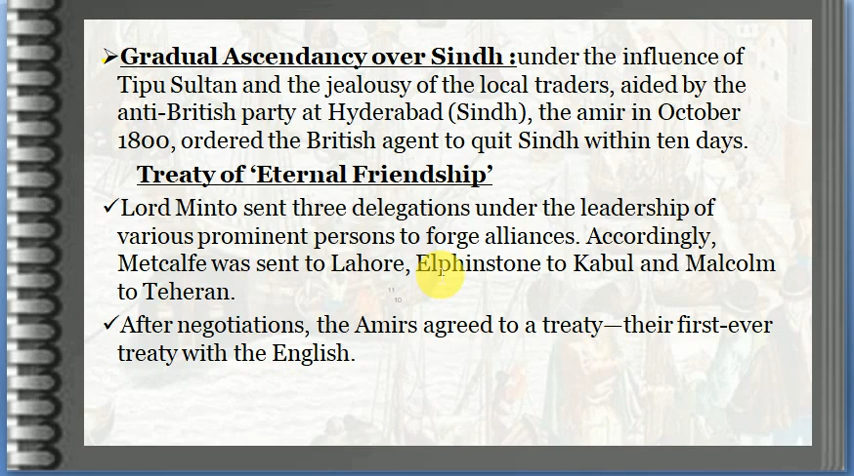 ➢Gradual Ascendancy over Sindh :under the influence of
Tipu Sultan and the jealousy of the local traders, aided by the
anti-British party at Hyderabad (Sindh), the amir in October
1800, ordered the British agent to quit Sindh within ten days.
Treaty of ‘Eternal Friendship’
✓Lord Minto sent three delegations under the leadership of
various prominent persons to forge alliances. Accordingly,
Metcalfe was sent to Lahore, Elphinstone to Kabul and Malcolm
to Teheran.
11
10
✓After negotiations, the Amirs agreed to a treaty—their first-ever
treaty with the English.